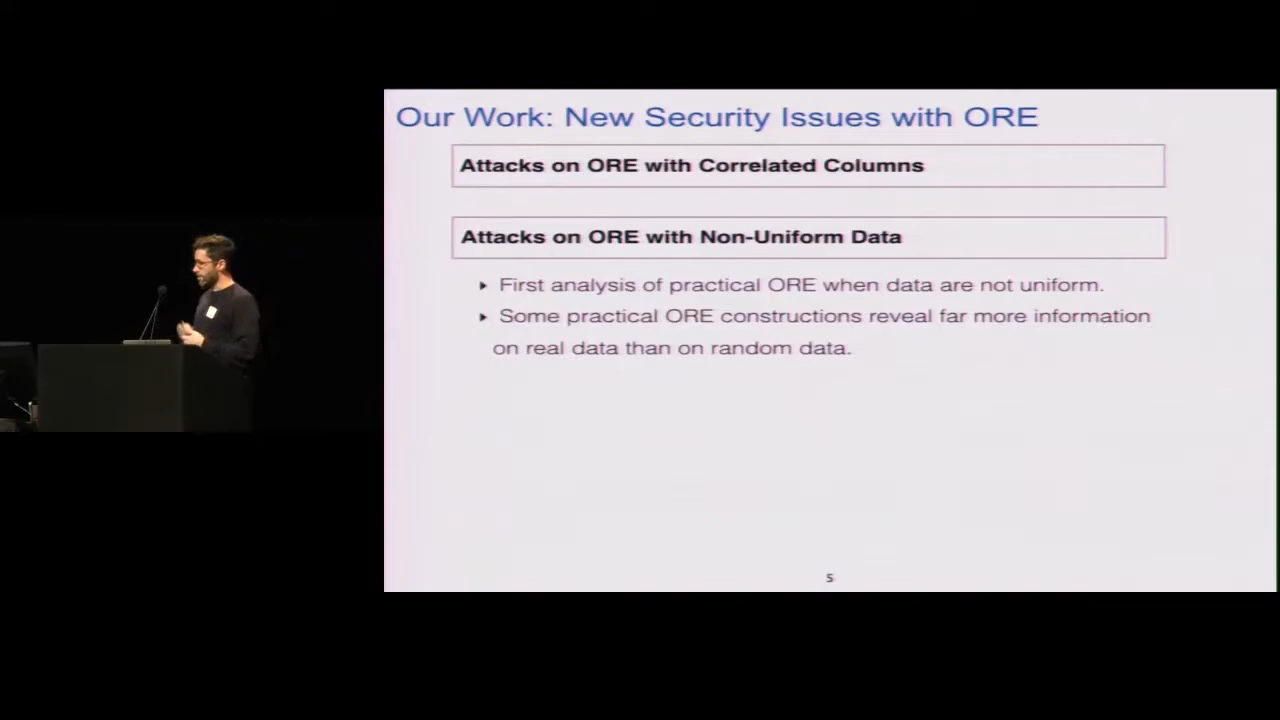 Our Work: New Security Issues with ORE
Attacks on ORE with Correlated Columns
Attacks on ORE with Non-Uniform Data
‣ First analysis of practical ORE when data are not uniform.
‣ Some practical ORE constructions reveal far more information
on real data than on random data.
5